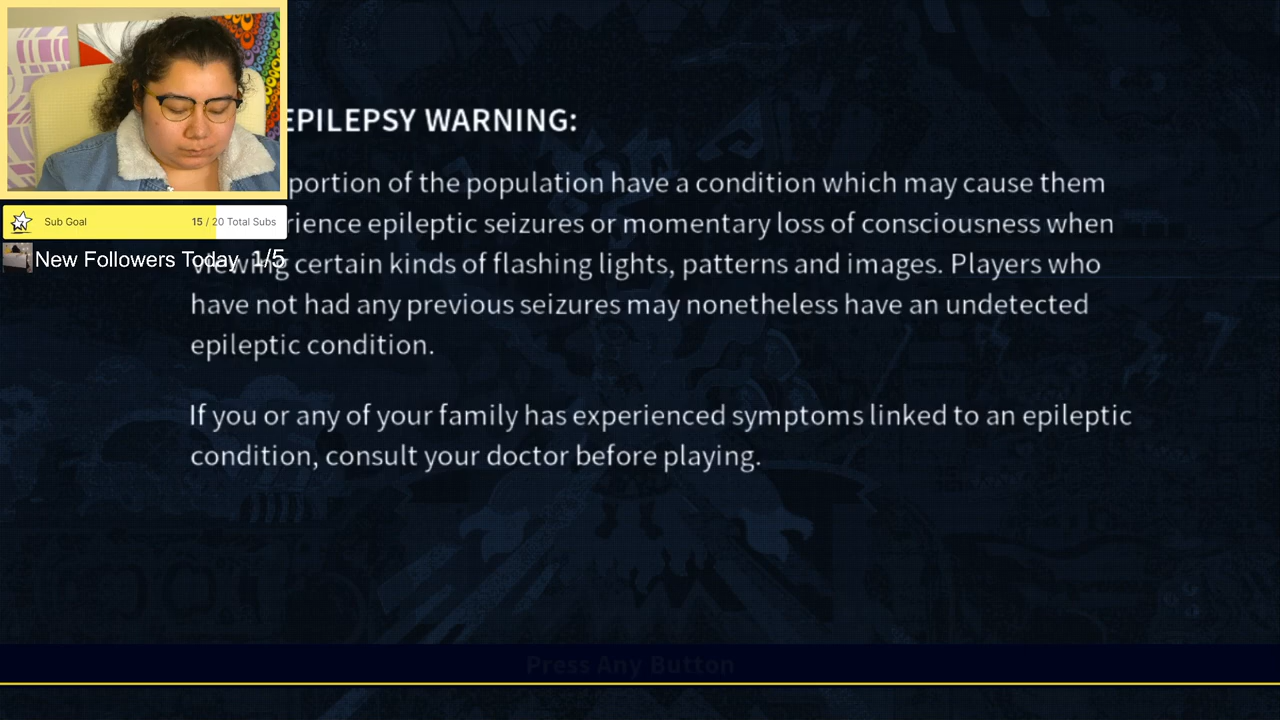 EPILEPSY WARNING:
portion of the population have a condition which may cause them
rience epileptic seizures or momentary loss of consciousness when
Sub Goal 15 / 20 Total Subs
New Followers Today 1/5
viewing certain kinds of flashing lights, patterns and images. Players who
have not had any previous seizures may nonetheless have an undetected
epileptic condition.
If you or any of your family has experienced symptoms linked to an epileptic
condition, consult your doctor before playing.
Press Any Button